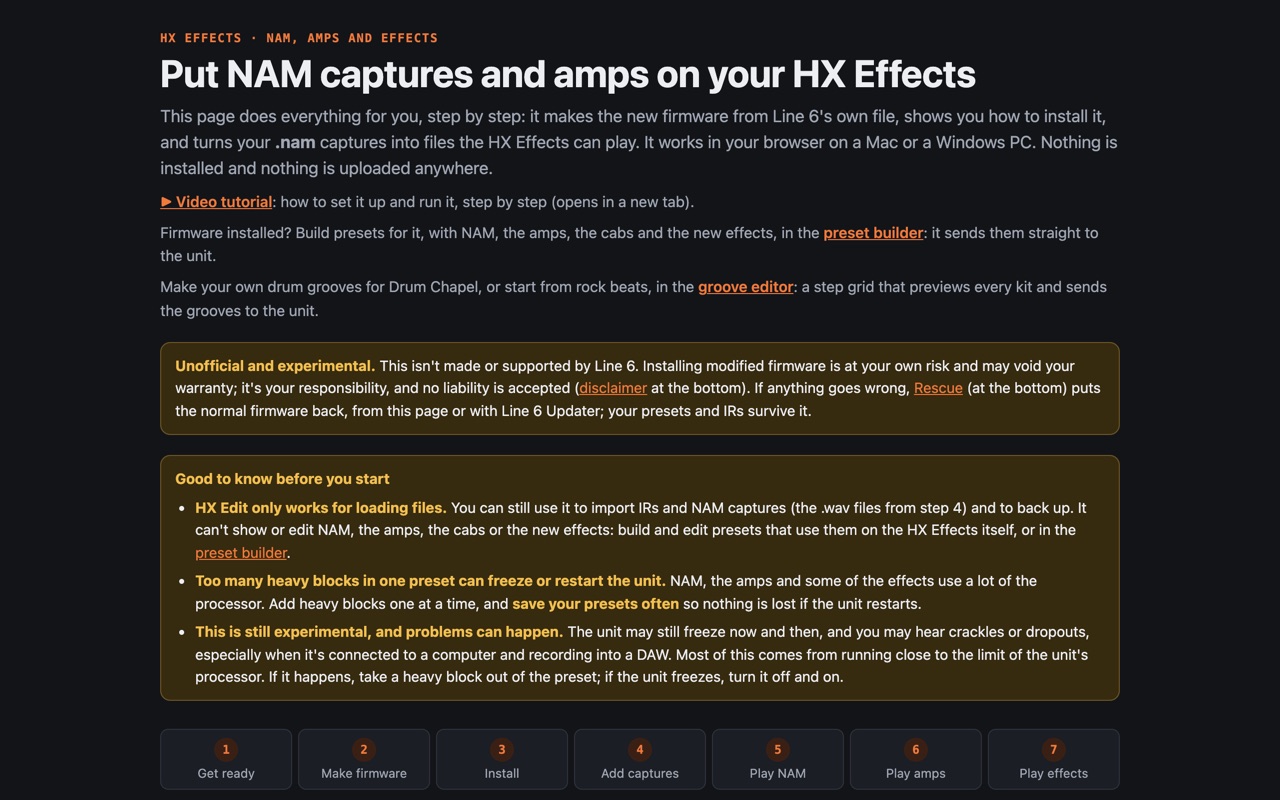 HX EFFECTS · NAM, AMPS AND EFFECTS
Put NAM captures and amps on your HX Effects
This page does everything for you, step by step: it makes the new firmware from Line 6's own file, shows you how to install it,
and turns your .nam captures into files the HX Effects can play. It works in your browser on a Mac or a Windows PC. Nothing is
installed and nothing is uploaded anywhere.
▶ Video tutorial: how to set it up and run it, step by step (opens in a new tab).
Firmware installed? Build presets for it, with NAM, the amps, the cabs and the new effects, in the preset builder: it sends them straight to
the unit.
Make your own drum grooves for Drum Chapel, or start from rock beats, in the groove editor: a step grid that previews every kit and sends
the grooves to the unit.
Unofficial and experimental. This isn't made or supported by Line 6. Installing modified firmware is at your own risk and may void your
warranty; it's your responsibility, and no liability is accepted (disclaimer at the bottom). If anything goes wrong, Rescue (at the bottom) puts
the normal firmware back, from this page or with Line 6 Updater; your presets and IRs survive it.
Good to know before you start
• HX Edit only works for loading files. You can still use it to import IRs and NAM captures (the .wav files from step 4) and to back up. It
can't show or edit NAM, the amps, the cabs or the new effects: build and edit presets that use them on the HX Effects itself, or in the
preset builder.
• Too many heavy blocks in one preset can freeze or restart the unit. NAM, the amps and some of the effects use a lot of the
processor. Add heavy blocks one at a time, and save your presets often so nothing is lost if the unit restarts.
• This is still experimental, and problems can happen. The unit may still freeze now and then, and you may hear crackles or dropouts,
especially when it's connected to a computer and recording into a DAW. Most of this comes from running close to the limit of the unit's
processor. If it happens, take a heavy block out of the preset; if the unit freezes, turn it off and on.
1
Get ready
2
Make firmware
3
Install
4
Add captures
5
Play NAM
6
Play amps
7
Play effects